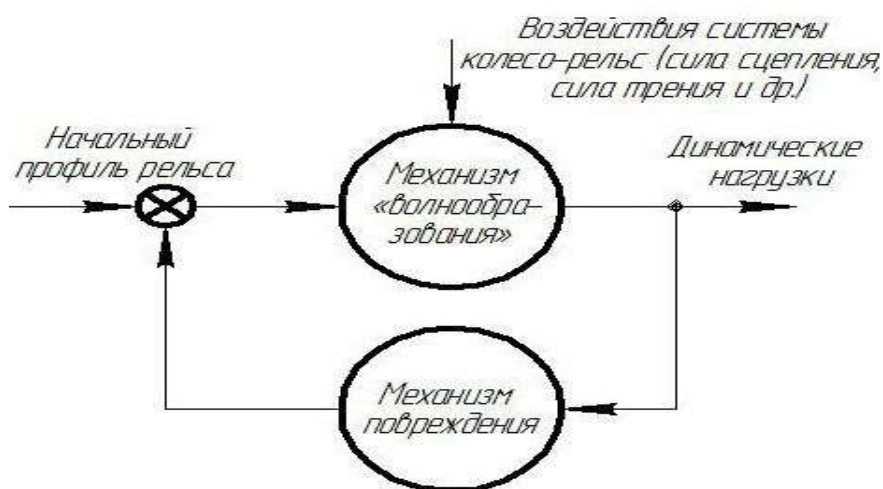 Воздействия системы
колесо-рельс (сила сцепления,
сила трения и др.)
Начальный
профиль рельса
Механизм
«волнообра-
зования»
Динамические
нагрузки
Механизм
повреждения